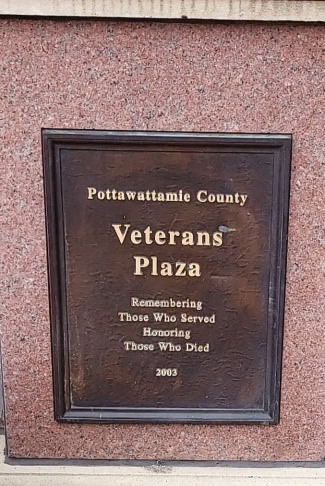 Pottawattamie County
Veterans
Plaza
Remembering
Those Who Served
Honoring
Those Who Died
2003